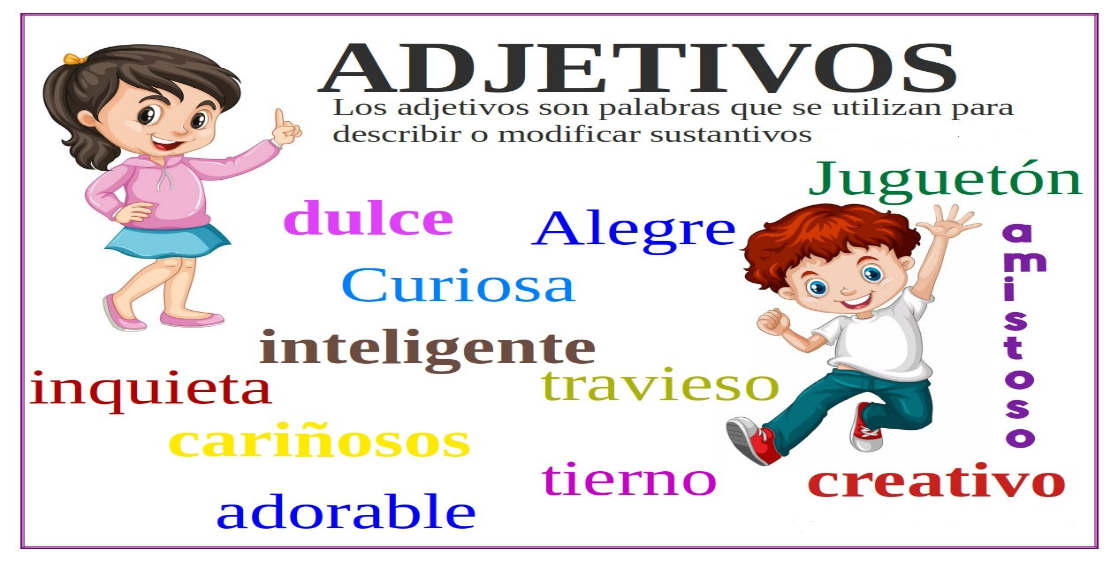 ADJETIVOS
Los adjetivos son palabras que se utilizan para
describir o modificar sustantivos
Juguetón
dulce
Alegre
amistoso
Curiosa
inteligente
inquieta
travieso
cariñosos
tierno
creativo
adorable